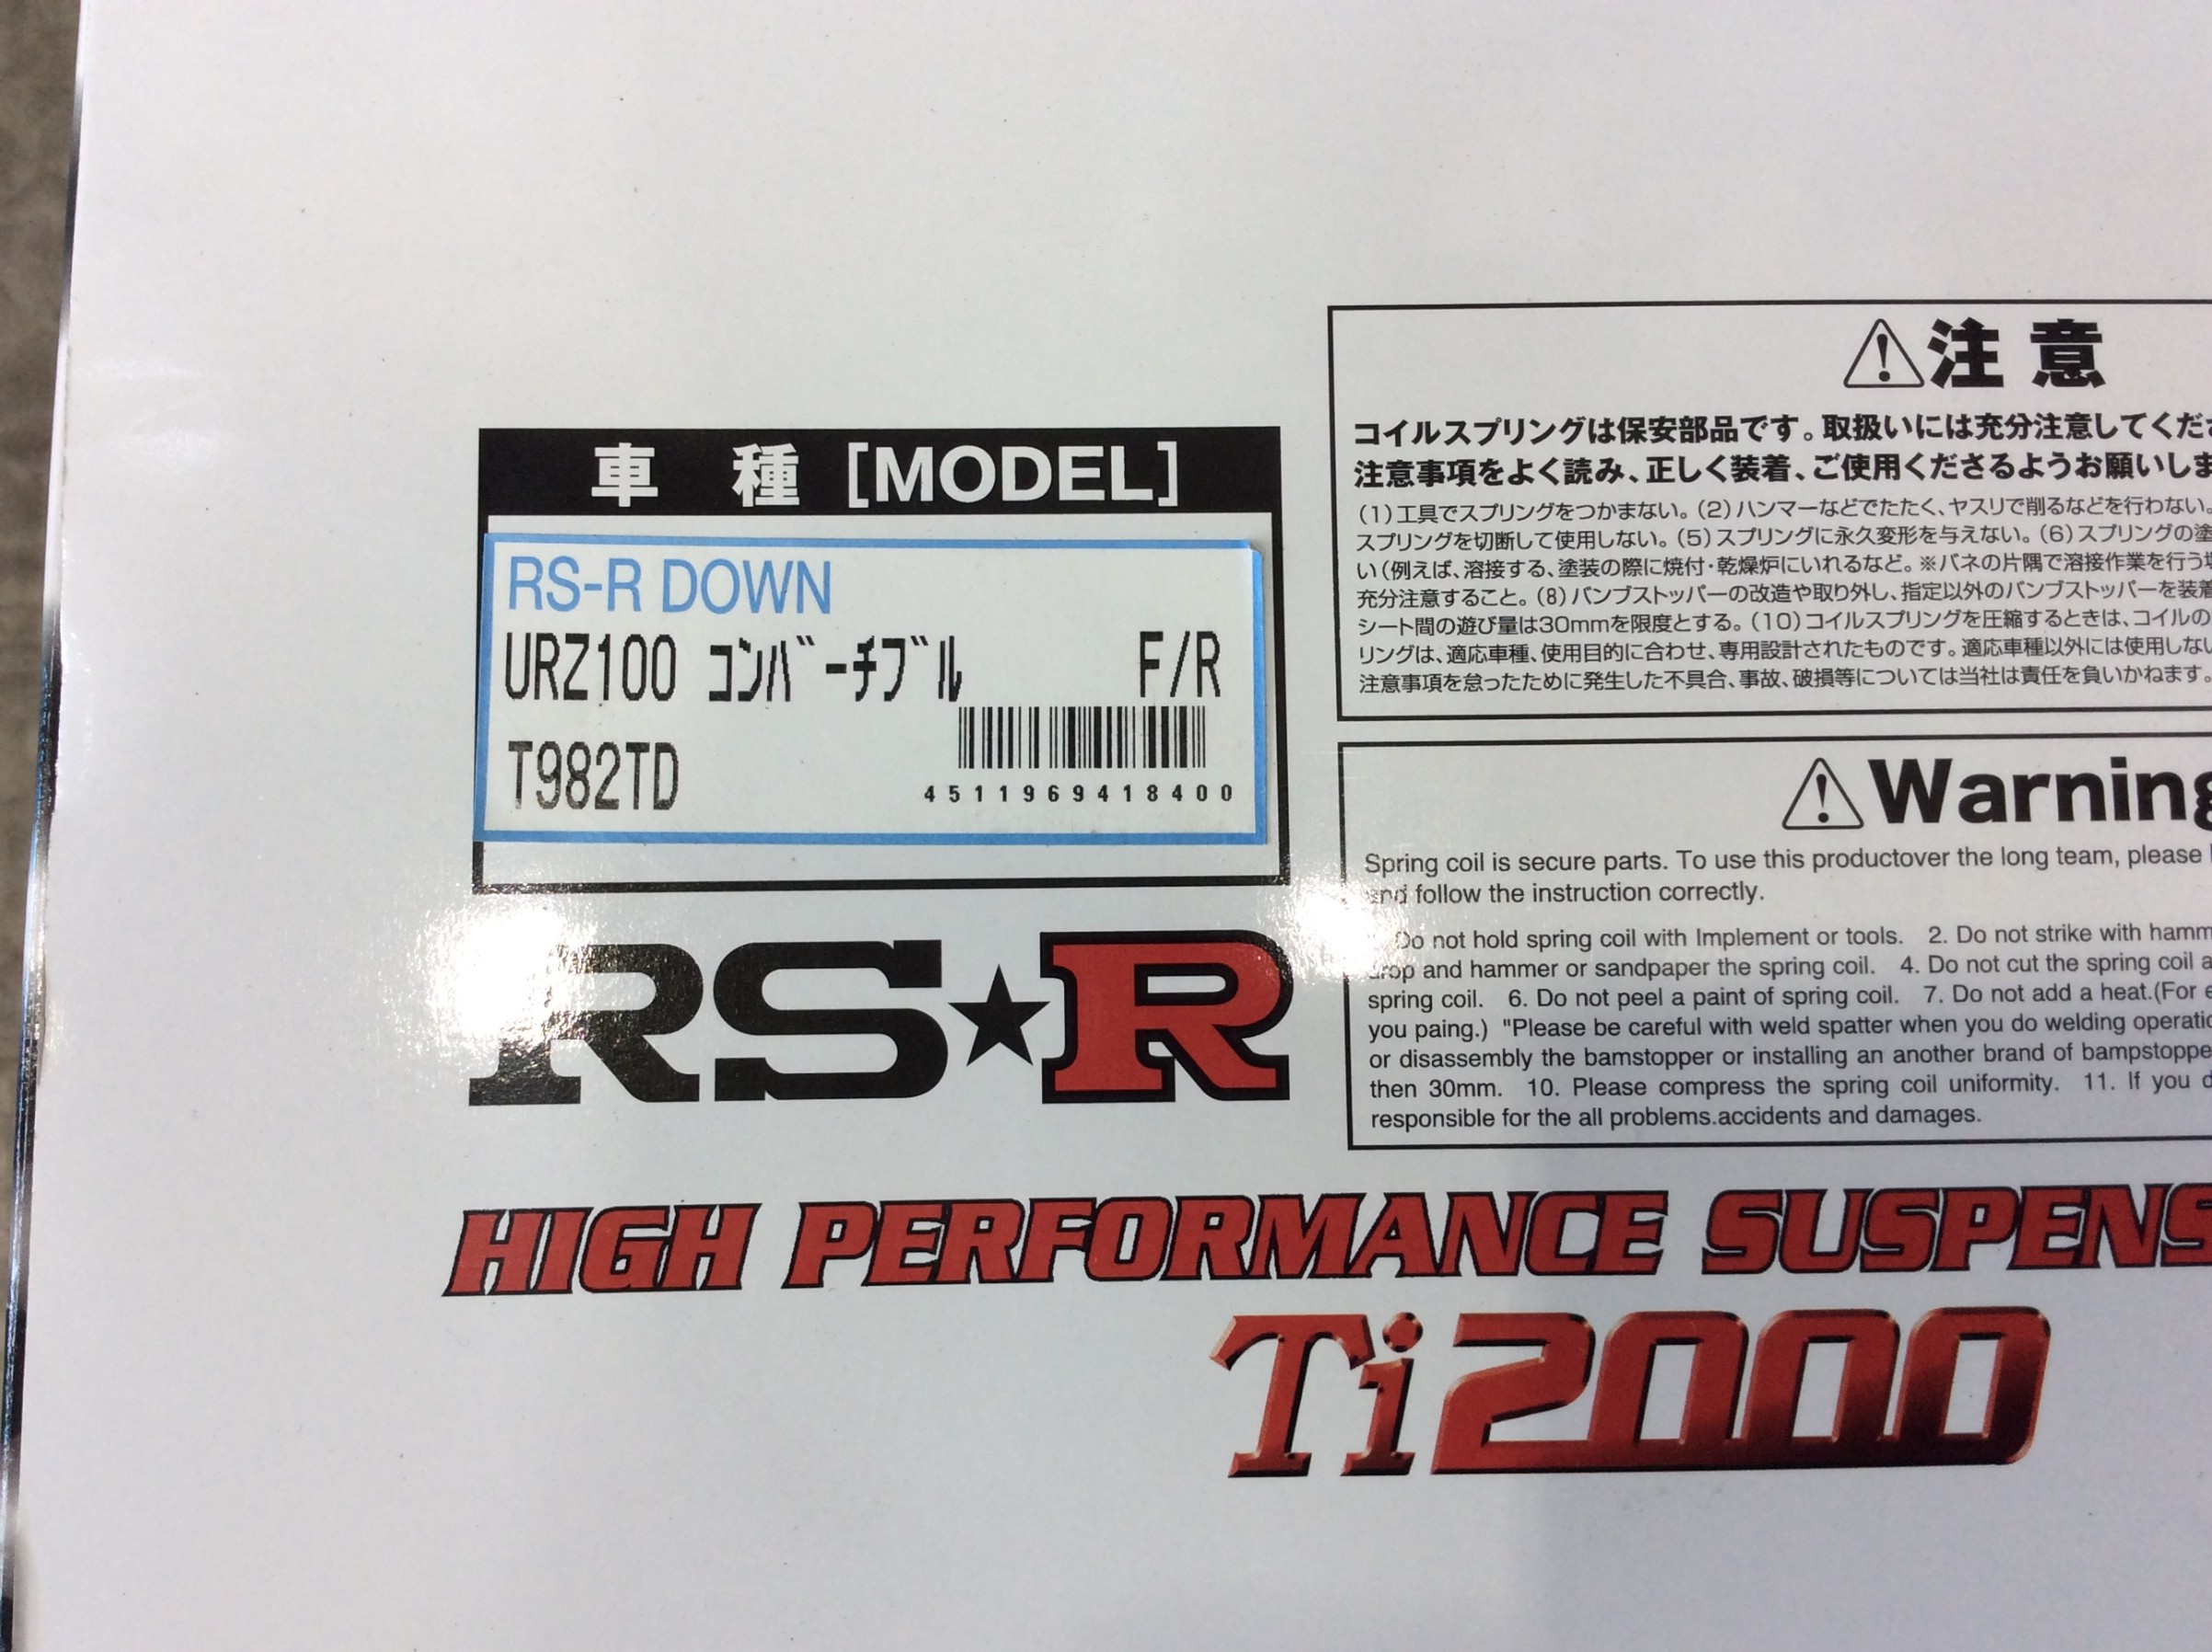 車種 [MODEL]
RS-R DOWN
URZ100 コンバーチブル F/R
T982TD
4511969418400
RS★R
HIGH PERFORMANCE SUSPENS
Ti2000
⚠注意
コイルスプリングは保安部品です。取扱いには充分注意してくださ
注意事項をよく読み、正しく装着、ご使用くださるようお願いしま
(1)工具でスプリングをつかまない。(2)ハンマーなどでたたく、ヤスリで削るなどを行わない。
スプリングを切断して使用しない。(5)スプリングに永久変形を与えない。(6)スプリングの塗
い(例えば、溶接する、塗装の際に焼付・乾燥炉にいれるなど。※バネの片隅で溶接作業を行う場
充分注意すること。(8)バンプストッパーの改造や取り外し、指定以外のバンプストッパーを装着
シート間の遊び量は30mmを限度とする。(10)コイルスプリングを圧縮するときは、コイルの
リングは、適応車種、使用目的に合わせ、専用設計されたものです。適応車種以外には使用しない
注意事項を怠ったために発生した不具合、事故、破損等については当社は責任を負いかねます。
⚠Warning
Spring coil is secure parts. To use this productover the long team, please
and follow the instruction correctly.
Do not hold spring coil with Implement or tools. 2. Do not strike with hamm
drop and hammer or sandpaper the spring coil. 4. Do not cut the spring coil a
spring coil. 6. Do not peel a paint of spring coil. 7. Do not add a heat.(For e
you paing.) "Please be careful with weld spatter when you do welding operatio
or disassembly the bamstopper or installing an another brand of bampstoppe
then 30mm. 10. Please compress the spring coil uniformity. 11. If you d
responsible for the all problems.accidents and damages.